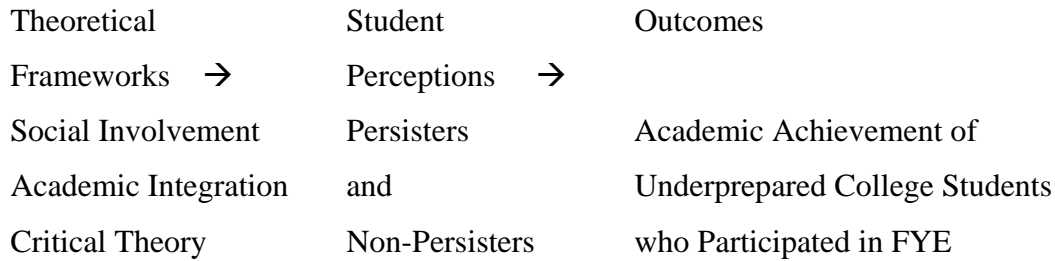 Theoretical Student Outcomes
Frameworks → Perceptions →
Social Involvement Persisters Academic Achievement of
Academic Integration and Underprepared College Students
Critical Theory Non-Persisters who Participated in FYE